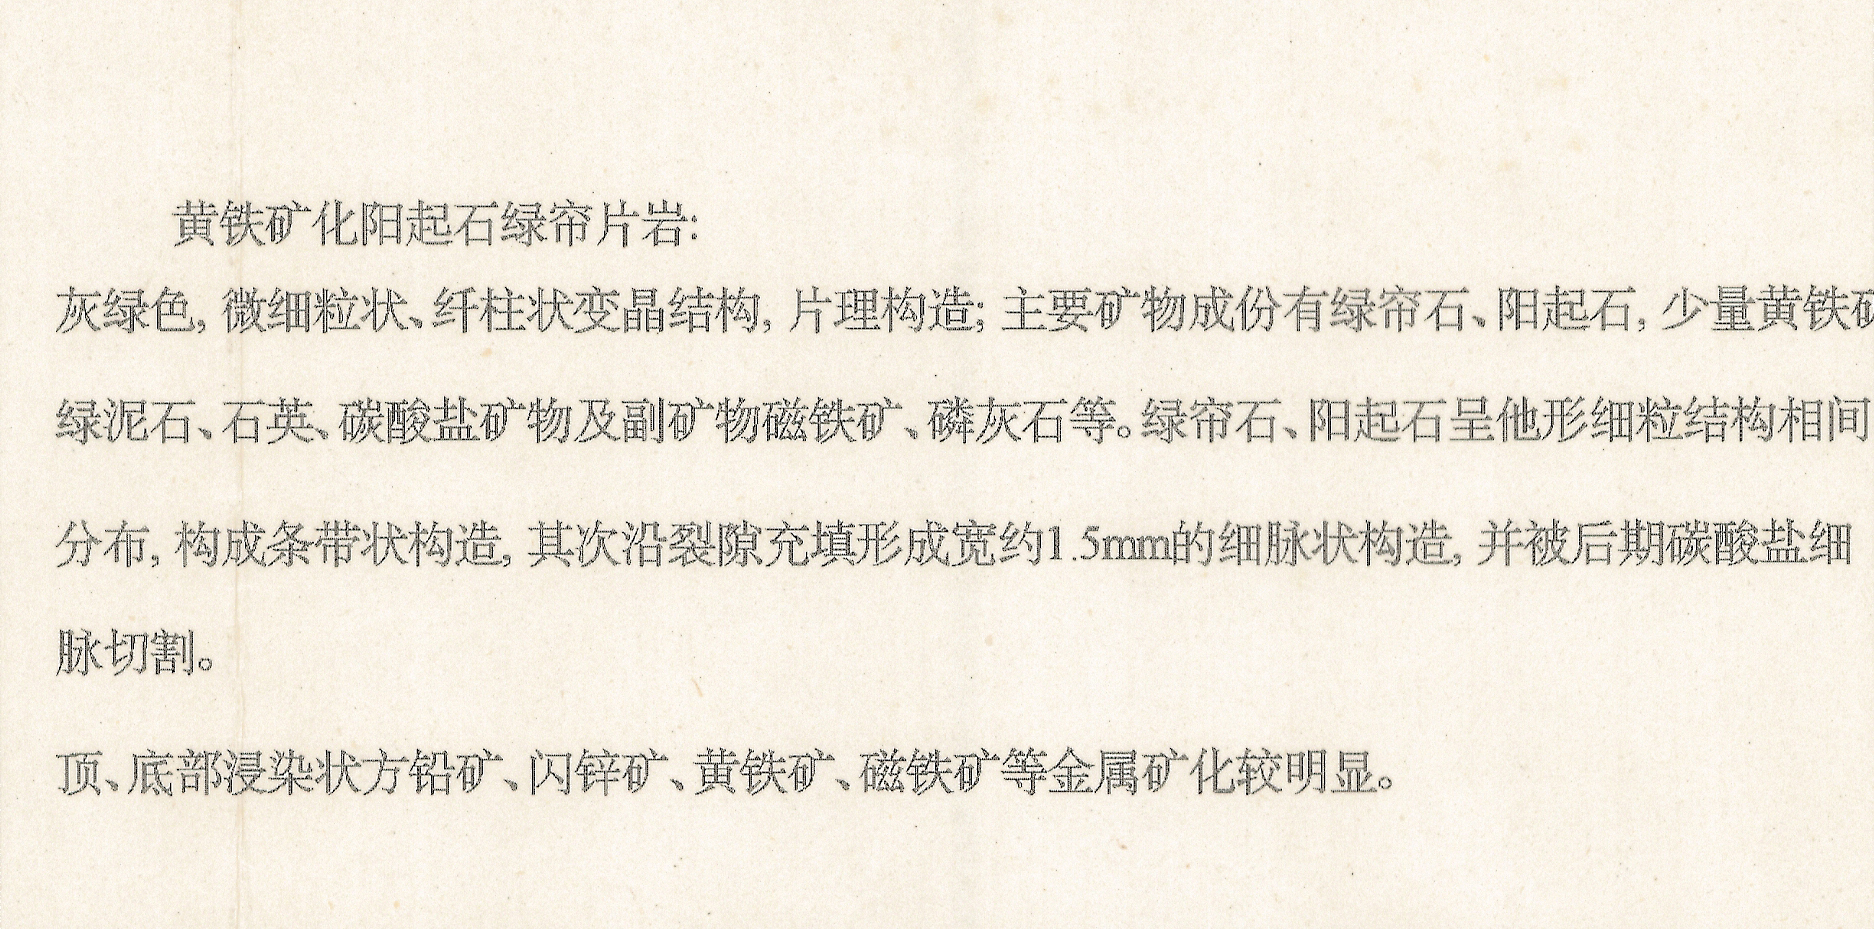 黄铁矿化阳起石绿帘片岩:
灰绿色, 微细粒状、纤柱状变晶结构, 片理构造; 主要矿物成份有绿帘石、阳起石, 少量黄铁矿
绿泥石、石英、碳酸盐矿物及副矿物磁铁矿、磷灰石等。绿帘石、阳起石呈他形细粒结构相间
分布, 构成条带状构造, 其次沿裂隙充填形成宽约1.5mm的细脉状构造, 并被后期碳酸盐细
脉切割。
顶、底部浸染状方铅矿、闪锌矿、黄铁矿、磁铁矿等金属矿化较明显。